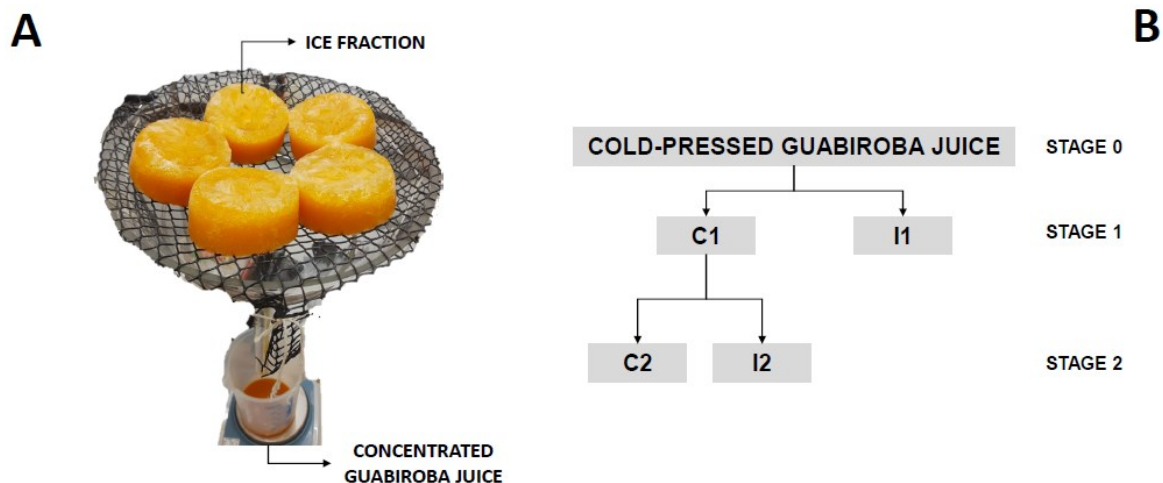 A
ICE FRACTION
CONCENTRATED
GUABIROBA JUICE
B
COLD-PRESSED GUABIROBA JUICE
STAGE 0
C1
I1
STAGE 1
C2
I2
STAGE 2